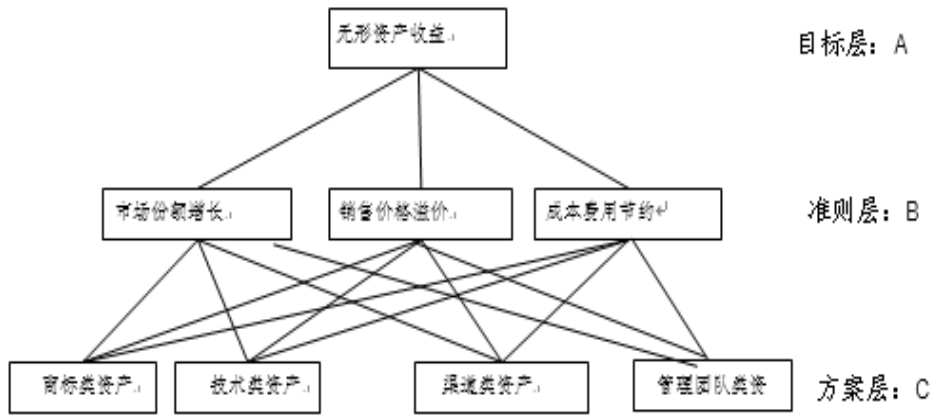 无形资产收益
目标层：A
市场份额增长
销售价格溢价
成本费用节约
准则层：B
商标类资产
技术类资产
渠道类资产
管理团队类资
方案层：C